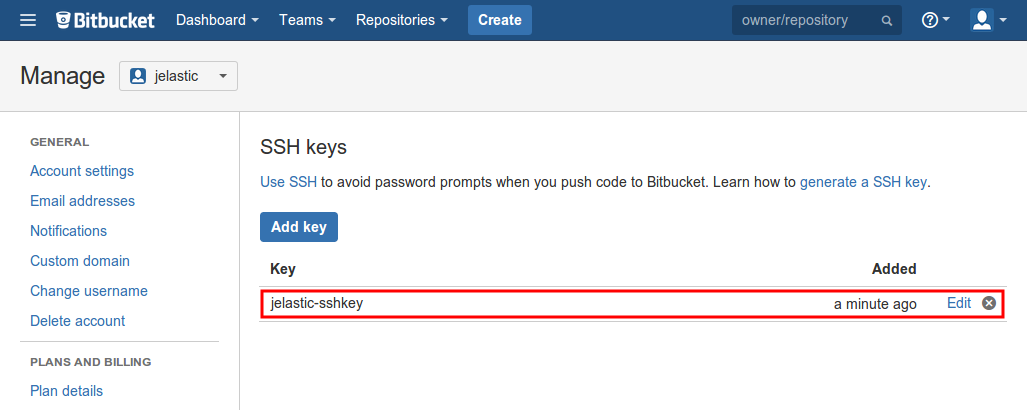 Bitbucket Dashboard Teams Repositories Create owner/repository
Manage jelastic
GENERAL
Account settings
Email addresses
Notifications
Custom domain
Change username
Delete account
PLANS AND BILLING
Plan details
SSH keys
Use SSH to avoid password prompts when you push code to Bitbucket. Learn how to generate a SSH key.
Add key
Key Added
jelastic-sshkey a minute ago Edit